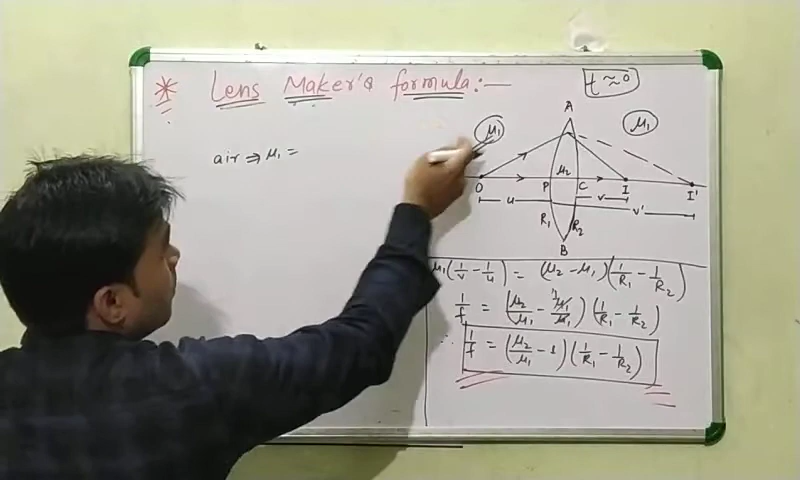 * Lens Maker's formula:—
t ≈ 0
A
μ₁
μ₁
air ⇒ μ₁ =
μ₂
O P C I I'
u v
v'
R₁ R₂
B
μ₁(1/v - 1/u) = (μ₂ - μ₁)(1/R₁ - 1/R₂)
1/f = (μ₂/μ₁ - μ₁/μ₁)(1/R₁ - 1/R₂)
∴ 1/f = (μ₂/μ₁ - 1)(1/R₁ - 1/R₂)